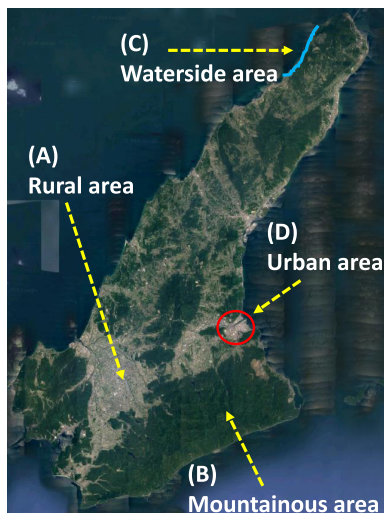 (C)
Waterside area
(A)
Rural area
(D)
Urban area
(B)
Mountainous area